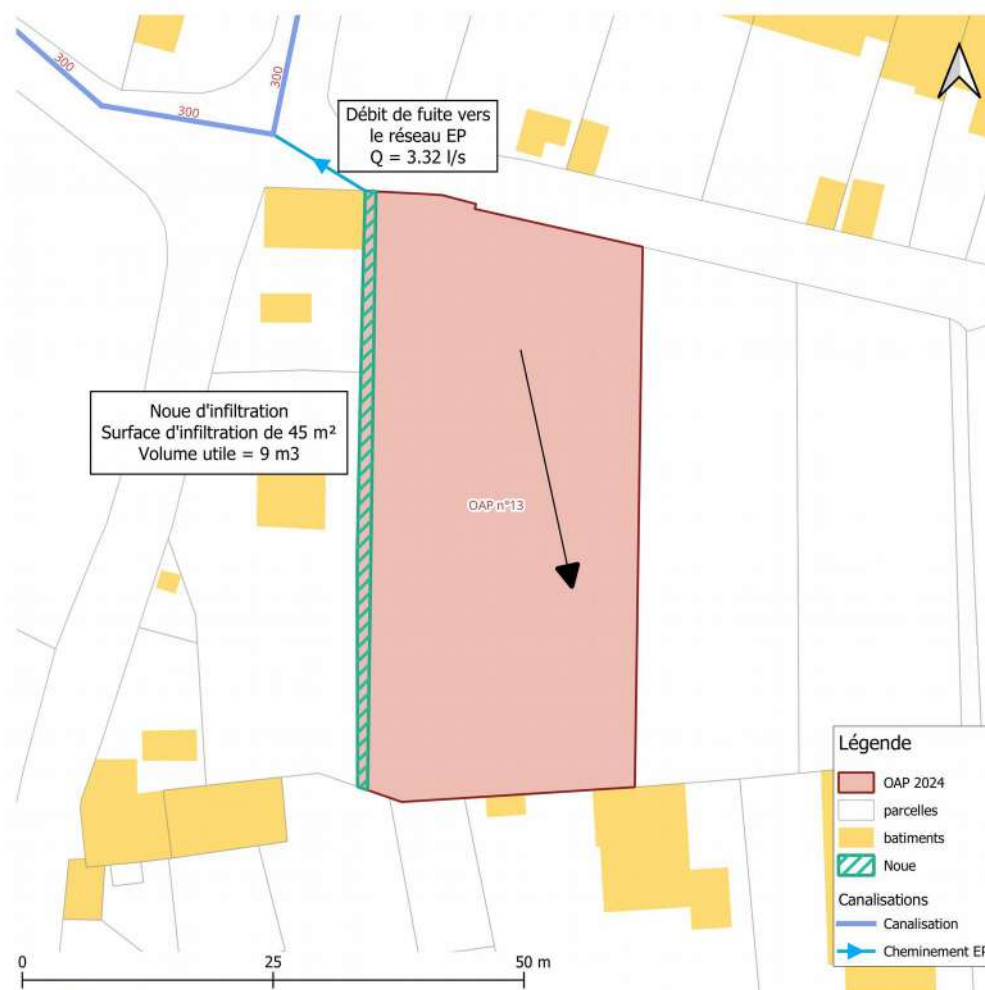 300
300
300
Débit de fuite vers
le réseau EP
Q = 3.32 l/s
Noue d'infiltration
Surface d'infiltration de 45 m²
Volume utile = 9 m3
OAP n°13
Légende
OAP 2024
parcelles
batiments
Noue
Canalisations
Canalisation
Cheminement EP
0 25 50 m